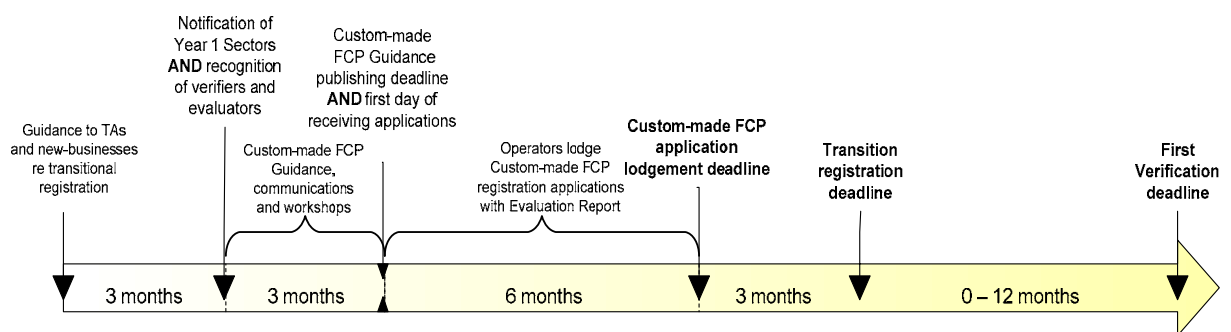 Notification of
Year 1 Sectors
AND recognition
of verifiers and
evaluators
Custom-made
FCP Guidance
publishing deadline
AND first day of
receiving applications
Guidance to TAs
and new-businesses
re transitional
registration
Custom-made FCP
Guidance,
communications
and workshops
Operators lodge
Custom-made FCP
registration applications
with Evaluation Report
Custom-made FCP
application
lodgement deadline
Transition
registration
deadline
First
Verification
deadline
3 months
3 months
6 months
3 months
0 – 12 months